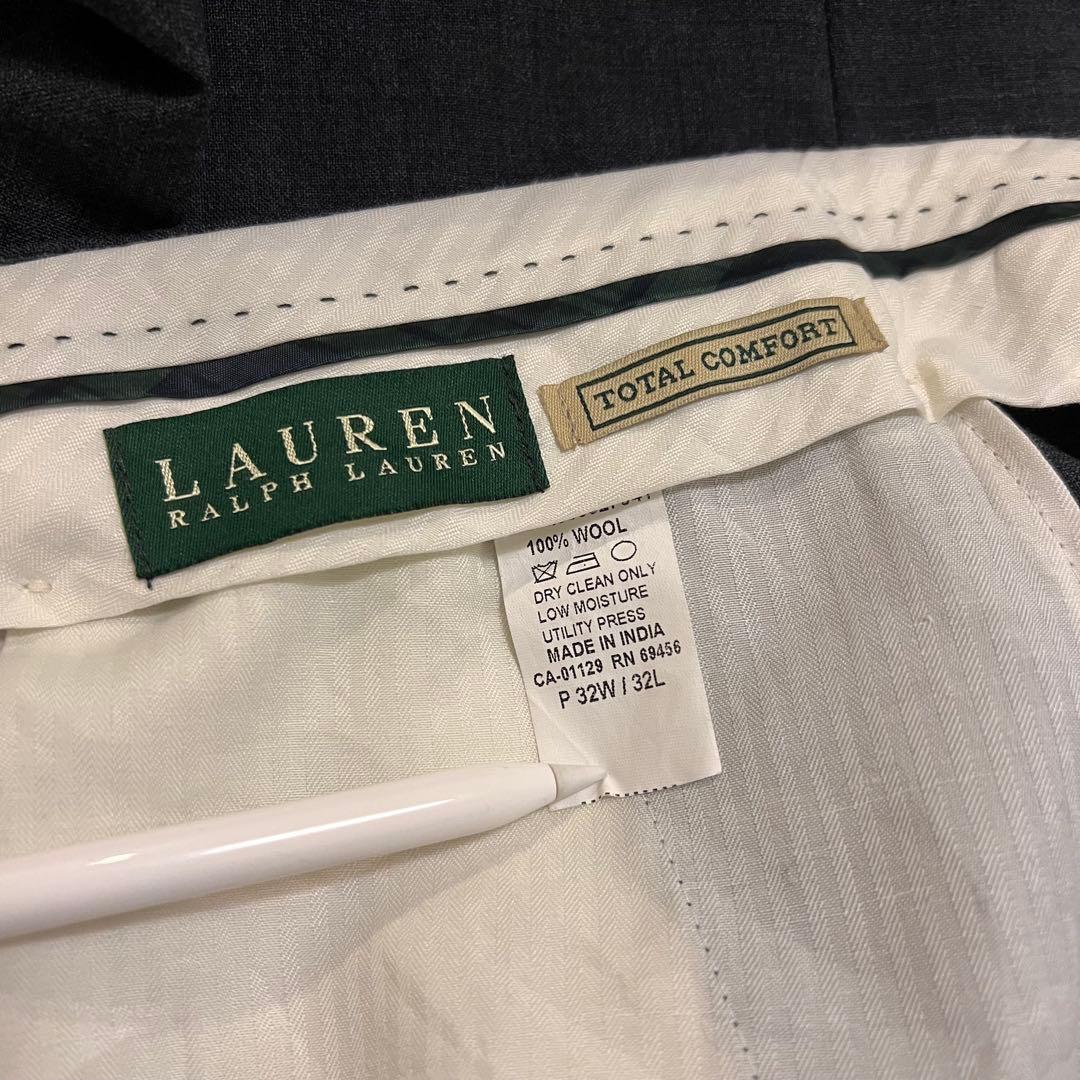 LAUREN
RALPH LAUREN
TOTAL COMFORT
100% WOOL
DRY CLEAN ONLY
LOW MOISTURE
UTILITY PRESS
MADE IN INDIA
CA-01129 RN 69456
P 32W / 32L